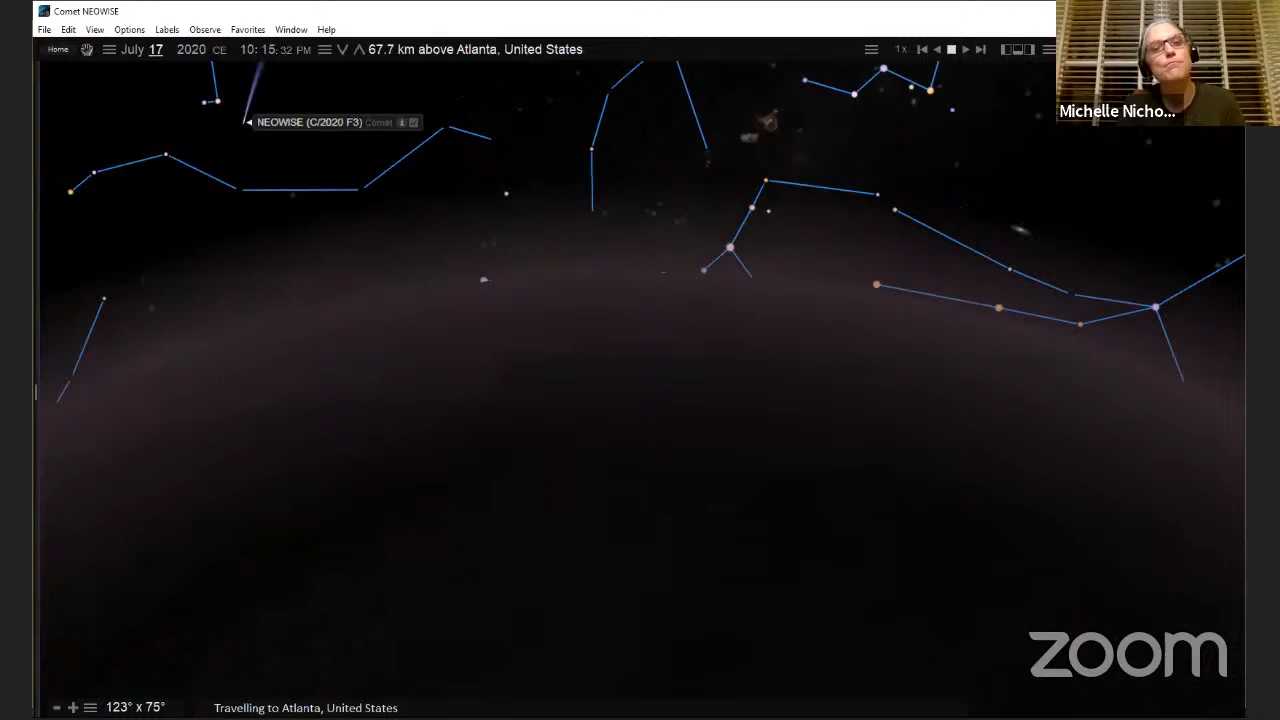 Comet NEOWISE
File Edit View Options Labels Observe Favorites Window Help
Home July 17 2020 CE 10: 15:32 PM 67.7 km above Atlanta, United States 1x
Michelle Nicho...
NEOWISE (C/2020 F3) Comet
zoom
123° x 75° Travelling to Atlanta, United States